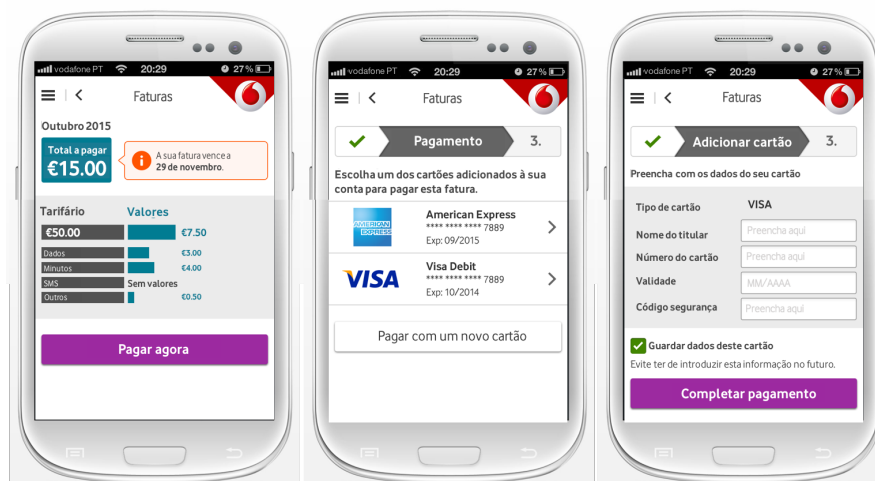 vodafone PT 20:29 27%
Faturas
Outubro 2015
Total a pagar
€15.00
A sua fatura vence a
29 de novembro.
Tarifário Valores
€50.00 €7.50
Dados €3.00
Minutos €4.00
SMS Sem valores
Outros €0.50
Pagar agora
vodafone PT 20:29 27%
Faturas
Pagamento 3.
Escolha um dos cartões adicionados à sua
conta para pagar esta fatura.
AMERICAN
EXPRESS
American Express
**** **** **** 7889
Exp: 09/2015
VISA
Visa Debit
**** **** **** 7889
Exp: 10/2014
Pagar com um novo cartão
vodafone PT 20:29 27%
Faturas
Adicionar cartão 3.
Preencha com os dados do seu cartão
Tipo de cartão VISA
Nome do titular Preencha aqui
Número do cartão Preencha aqui
Validade MM/AAAA
Código segurança Preencha aqui
Guardar dados deste cartão
Evite ter de introduzir esta informação no futuro.
Completar pagamento